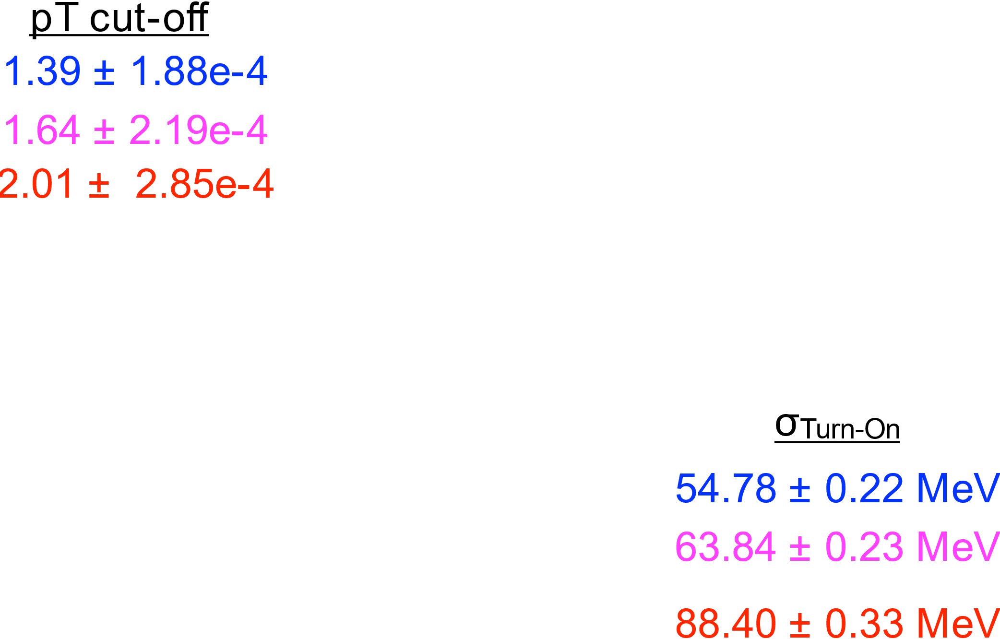 pT cut-off
1.39 ± 1.88e-4
1.64 ± 2.19e-4
2.01 ± 2.85e-4
σTurn-On
54.78 ± 0.22 MeV
63.84 ± 0.23 MeV
88.40 ± 0.33 MeV